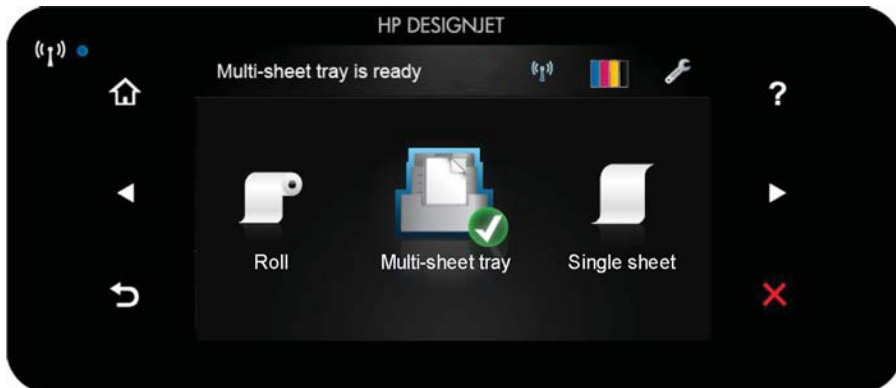 HP DESIGNJET
Multi-sheet tray is ready
?
Roll
Multi-sheet tray
Single sheet